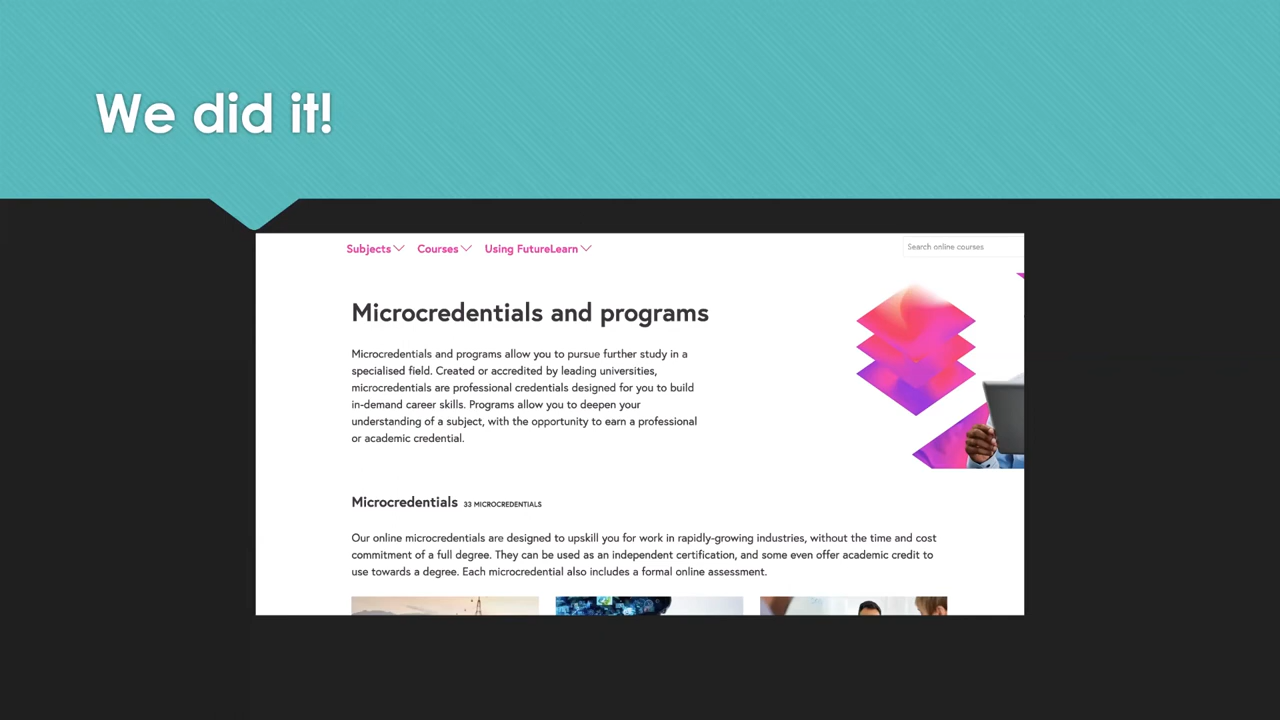 We did it!
Subjects Courses Using FutureLearn
Search online courses
Microcredentials and programs
Microcredentials and programs allow you to pursue further study in a
specialised field. Created or accredited by leading universities,
microcredentials are professional credentials designed for you to build
in-demand career skills. Programs allow you to deepen your
understanding of a subject, with the opportunity to earn a professional
or academic credential.
Microcredentials 33 MICROCREDENTIALS
Our online microcredentials are designed to upskill you for work in rapidly-growing industries, without the time and cost
commitment of a full degree. They can be used as an independent certification, and some even offer academic credit to
use towards a degree. Each microcredential also includes a formal online assessment.